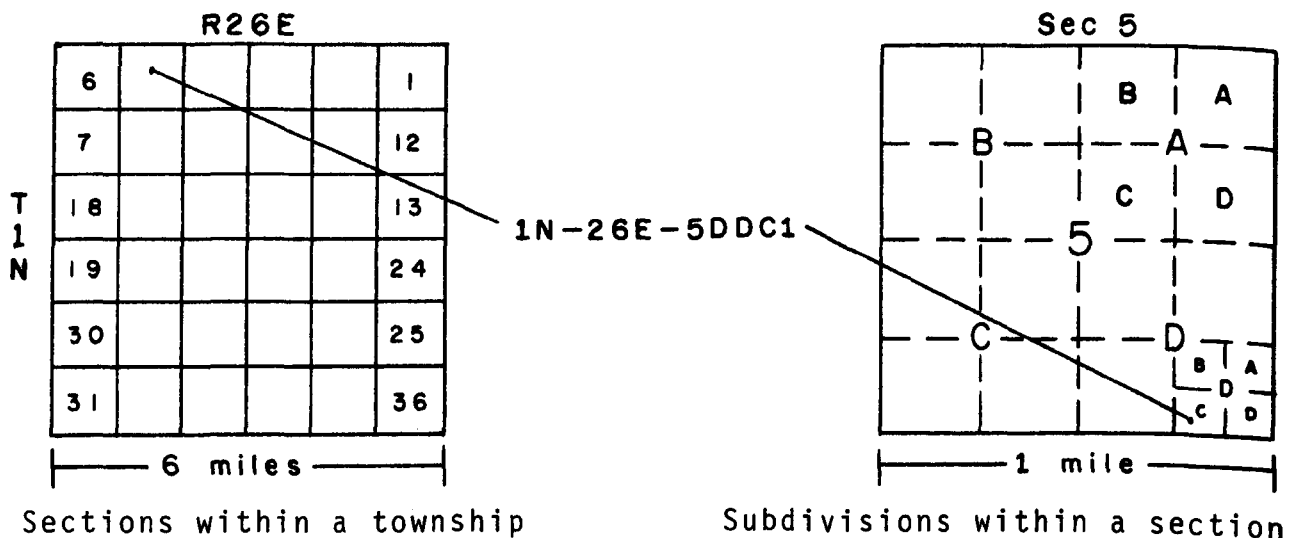 R26E
6 1
7 12
T1N
18 13
19 24
30 25
31 36
6 miles
Sections within a township
1N-26E-5DDC1
Sec 5
B A
B A
C D
5
C D
B A
D
C D
1 mile
Subdivisions within a section